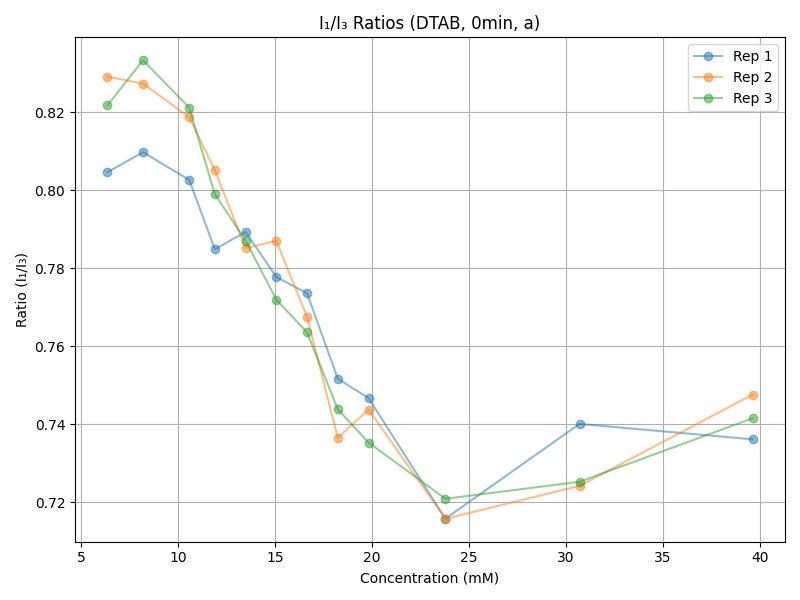 I₁/I₃ Ratios (DTAB, 0min, a)
Rep 1
Rep 2
Rep 3
Ratio (I₁/I₃)
0.82
0.80
0.78
0.76
0.74
0.72
5 10 15 20 25 30 35 40
Concentration (mM)